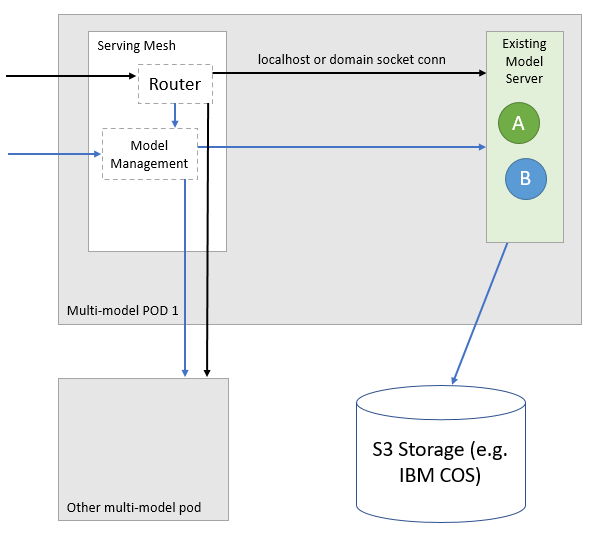 Serving Mesh
Router
localhost or domain socket conn
Existing
Model
Server
A
B
Model
Management
Multi-model POD 1
Other multi-model pod
S3 Storage (e.g.
IBM COS)